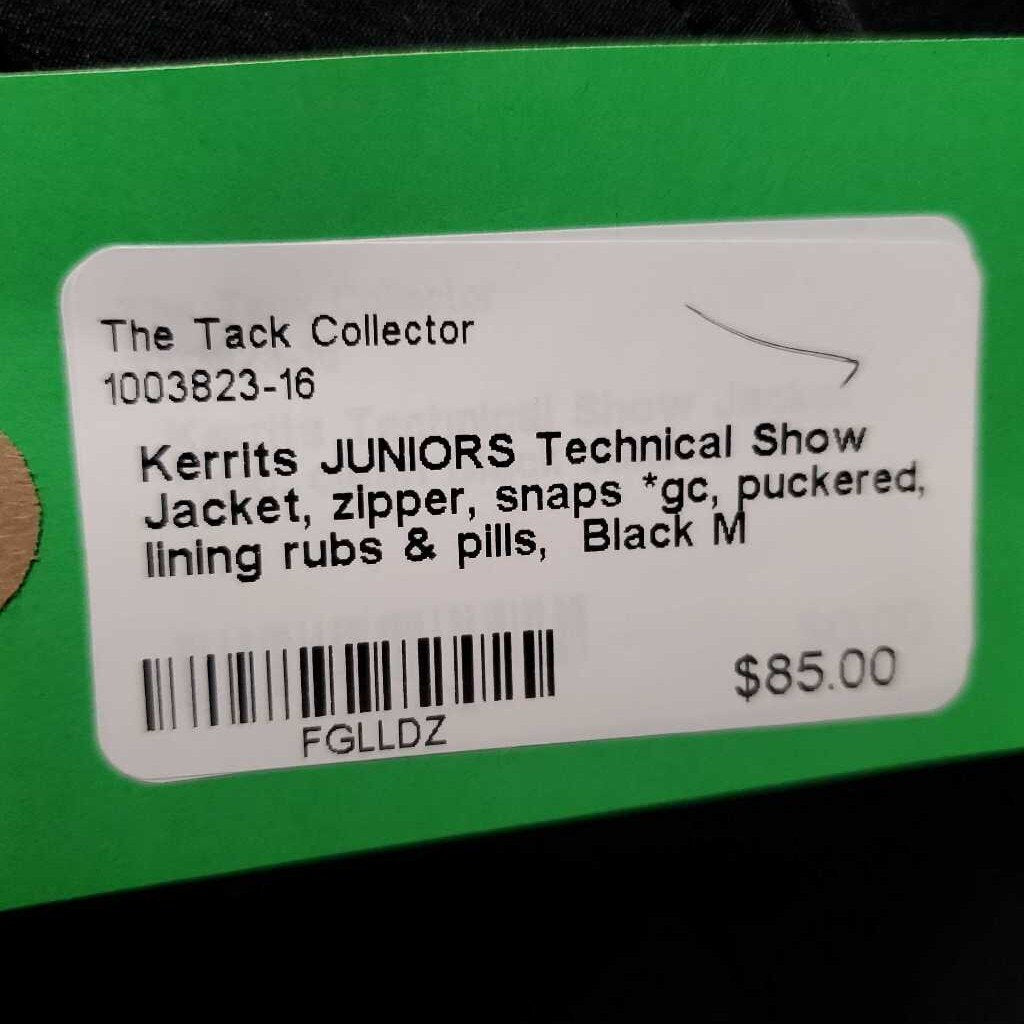 The Tack Collector
1003823-16
Kerrits JUNIORS Technical Show
Jacket, zipper, snaps *gc, puckered,
lining rubs & pills, Black M
$85.00
FGLLDZ